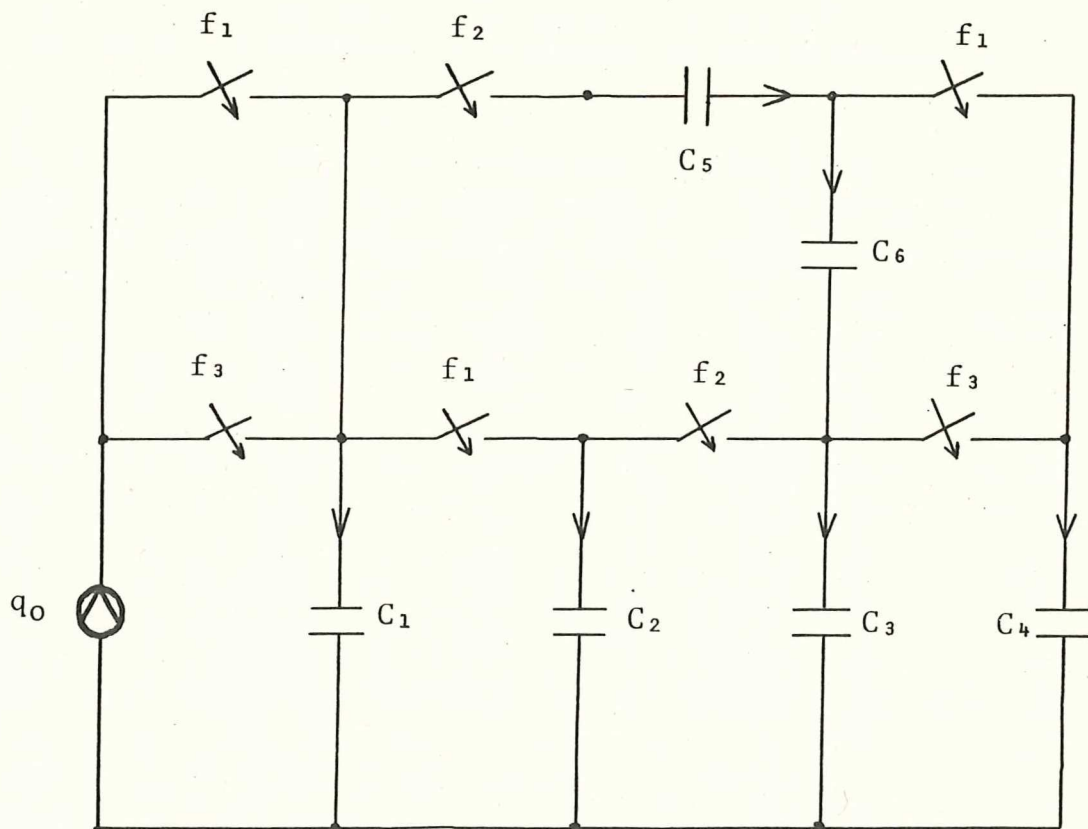 f₁ f₂ f₁
C₅
C₆
f₃ f₁ f₂ f₃
q₀ C₁ C₂ C₃ C₄